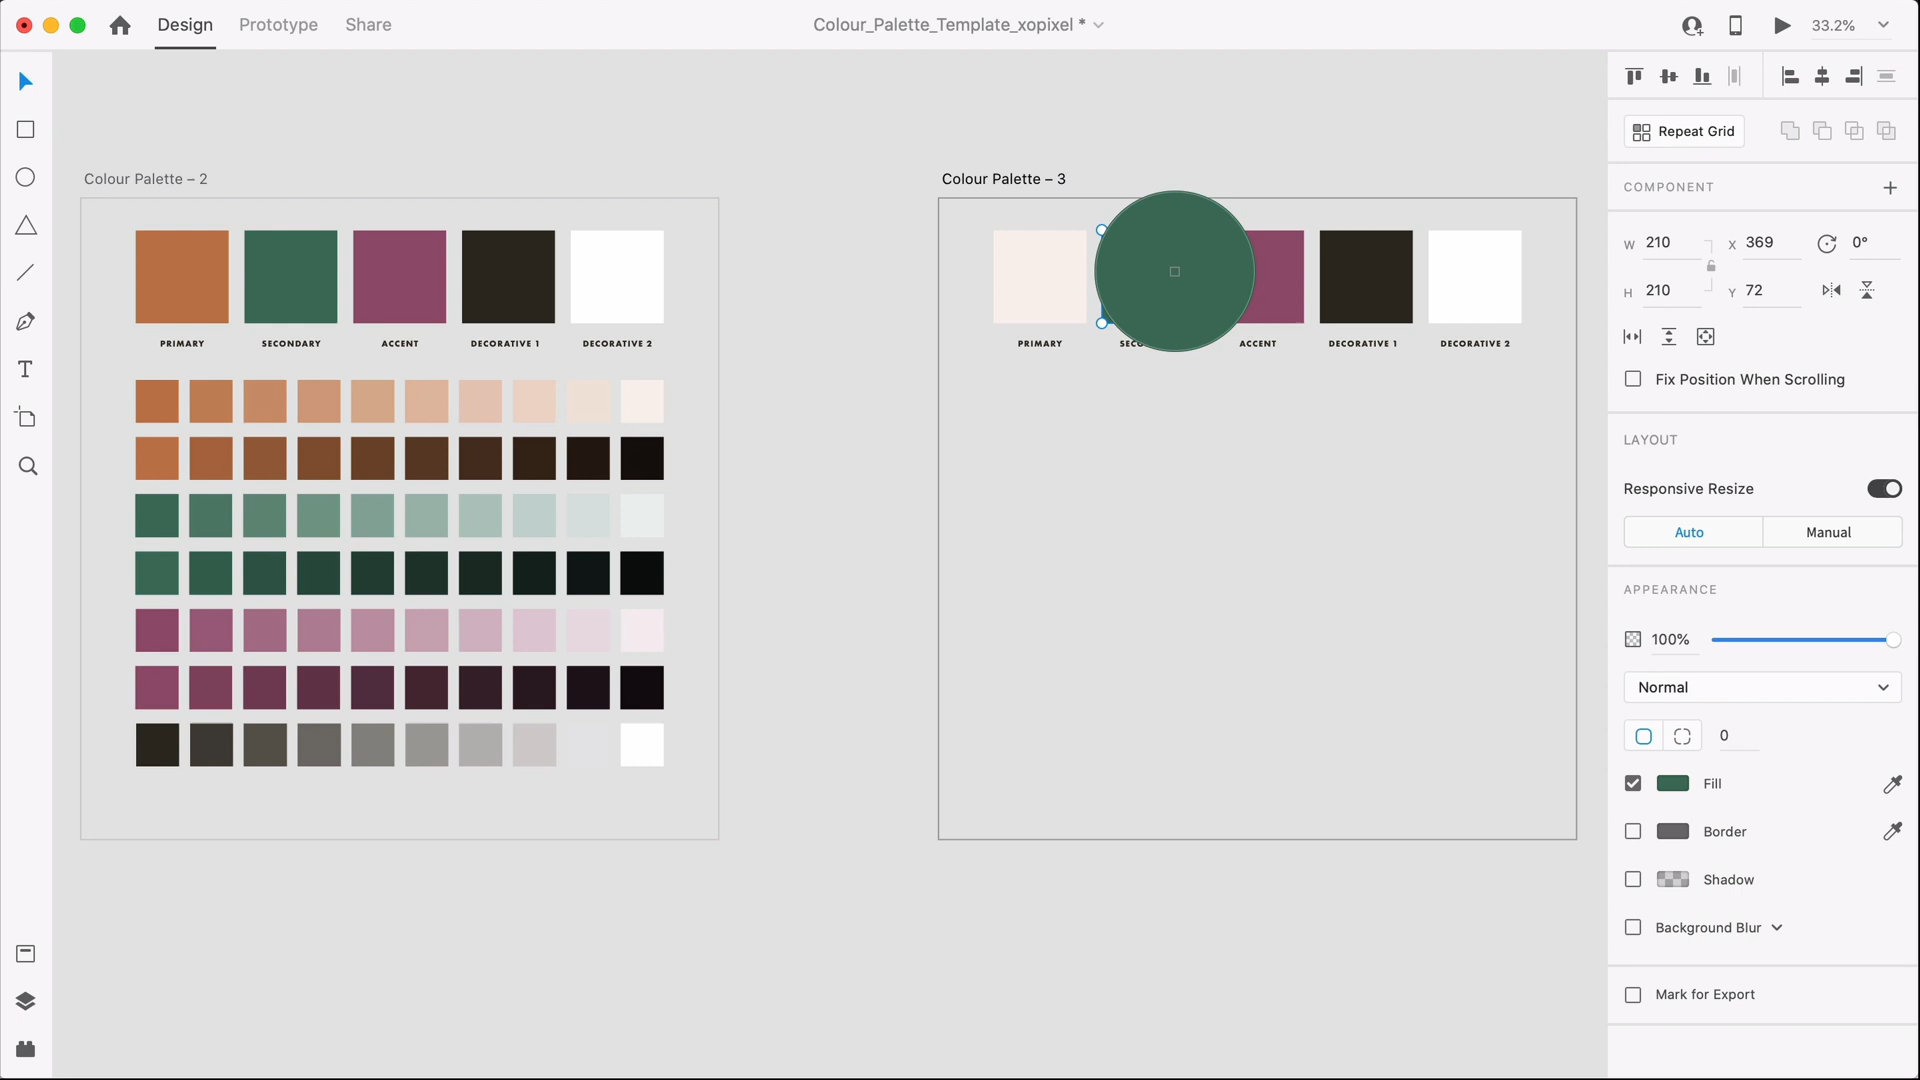 Design Prototype Share
Colour_Palette_Template_xopixel *
33.2%
Repeat Grid
COMPONENT
W 210 X 369 0°
H 210 Y 72
Fix Position When Scrolling
LAYOUT
Responsive Resize
Auto Manual
APPEARANCE
100%
Normal
0
Fill
Border
Shadow
Background Blur
Mark for Export
Colour Palette – 2
PRIMARY SECONDARY ACCENT DECORATIVE 1 DECORATIVE 2
Colour Palette – 3
PRIMARY ACCENT DECORATIVE 1 DECORATIVE 2